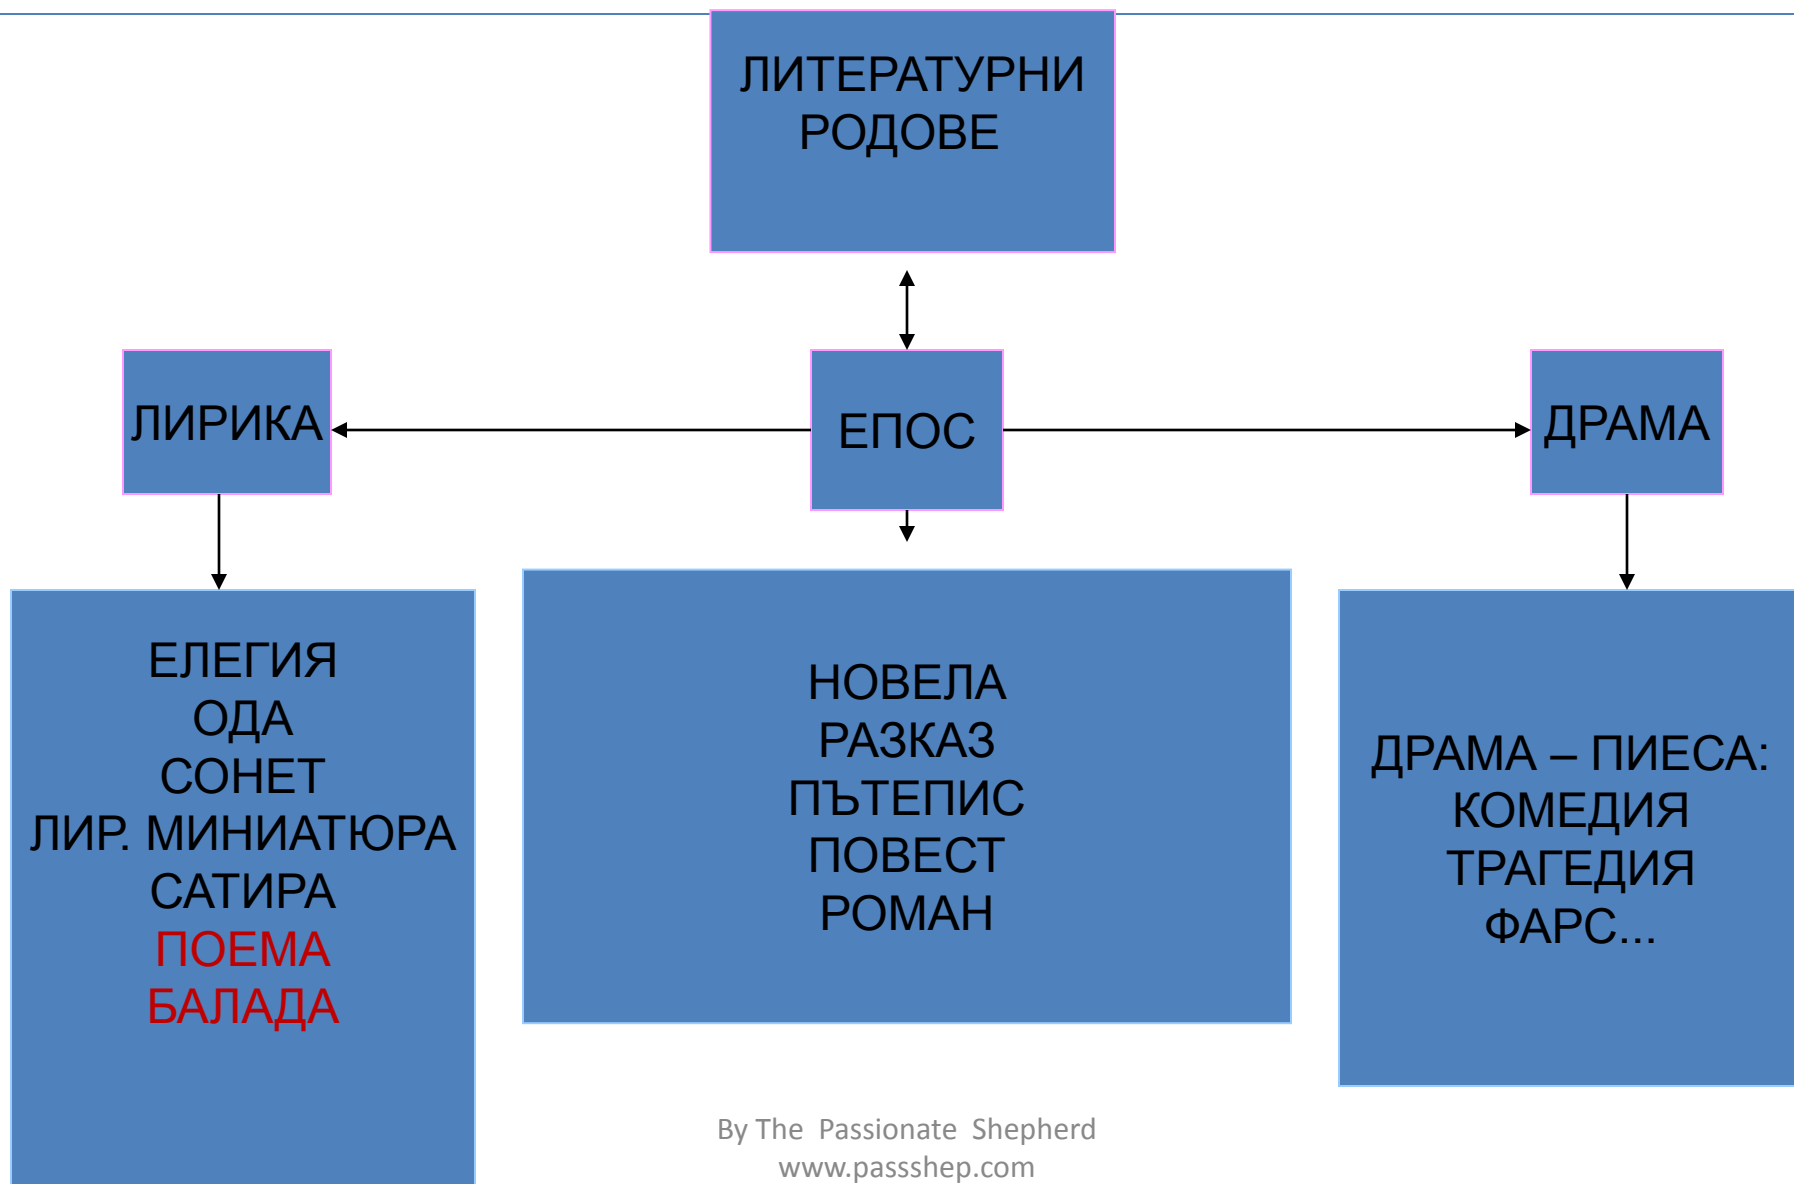 ЛИТЕРАТУРНИ
РОДОВЕ
ЛИРИКА
ЕПОС
ДРАМА
ЕЛЕГИЯ
ОДА
СОНЕТ
ЛИР. МИНИАТЮРА
САТИРА
ПОЕМА
БАЛАДА
НОВЕЛА
РАЗКАЗ
ПЪТЕПИС
ПОВЕСТ
РОМАН
ДРАМА – ПИЕСА:
КОМЕДИЯ
ТРАГЕДИЯ
ФАРС...
By The Passionate Shepherd
www.passshep.com